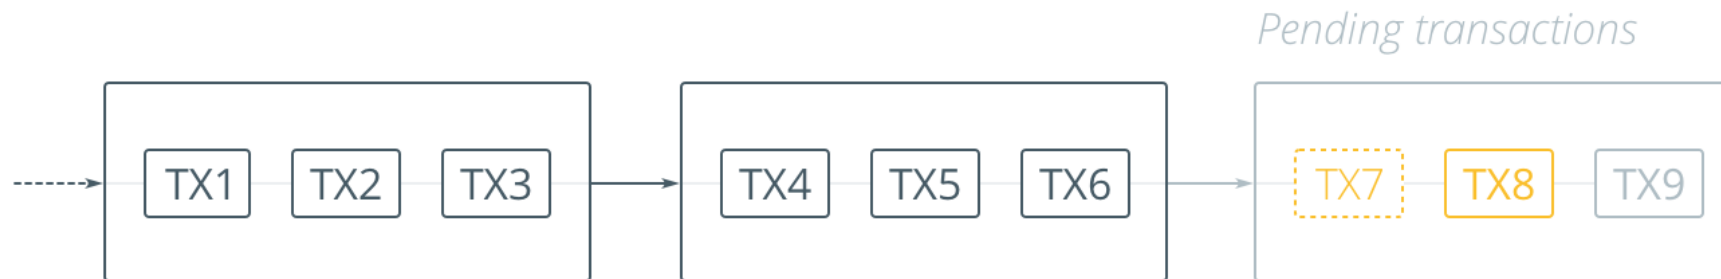 Pending transactions
TX1 TX2 TX3 TX4 TX5 TX6 TX7 TX8 TX9